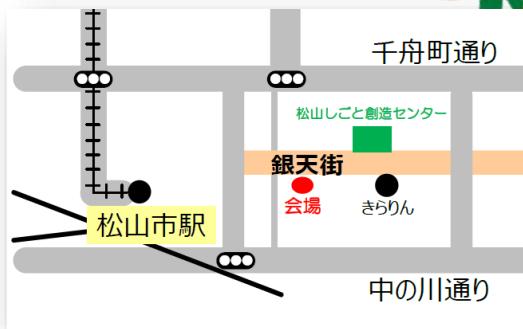 千舟町通り
松山しごと創造センター
銀天街
会場
きらりん
松山市駅
中の川通り